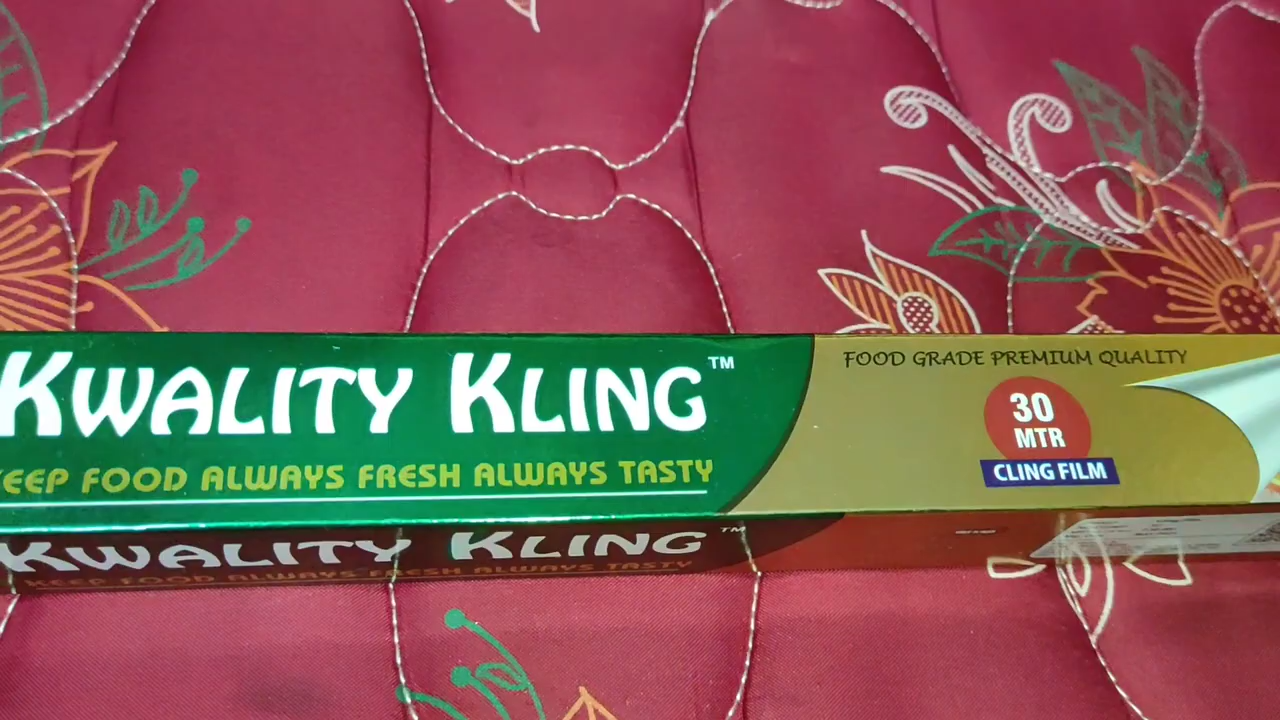 KWALITY KLING™
KEEP FOOD ALWAYS FRESH ALWAYS TASTY
FOOD GRADE PREMIUM QUALITY
30
MTR
CLING FILM
KWALITY KLING™
KEEP FOOD ALWAYS FRESH ALWAYS TASTY